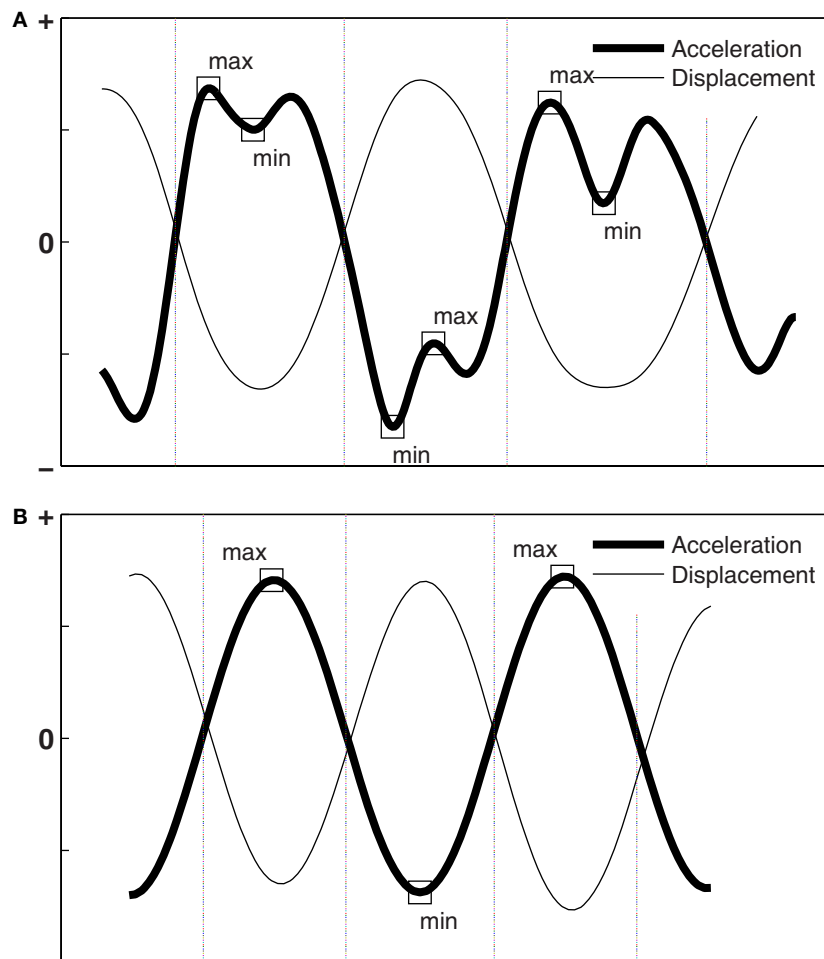 A +
Acceleration
max
max
Displacement
min
min
0
max
min
−
B +
Acceleration
max
max
Displacement
0
min